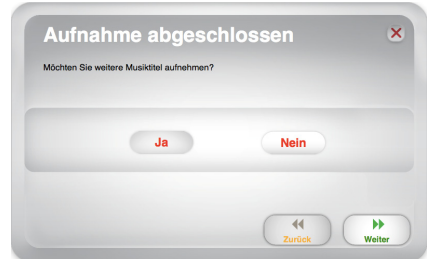 Aufnahme abgeschlossen
Möchten Sie weitere Musiktitel aufnehmen?
Ja Nein
Zurück Weiter